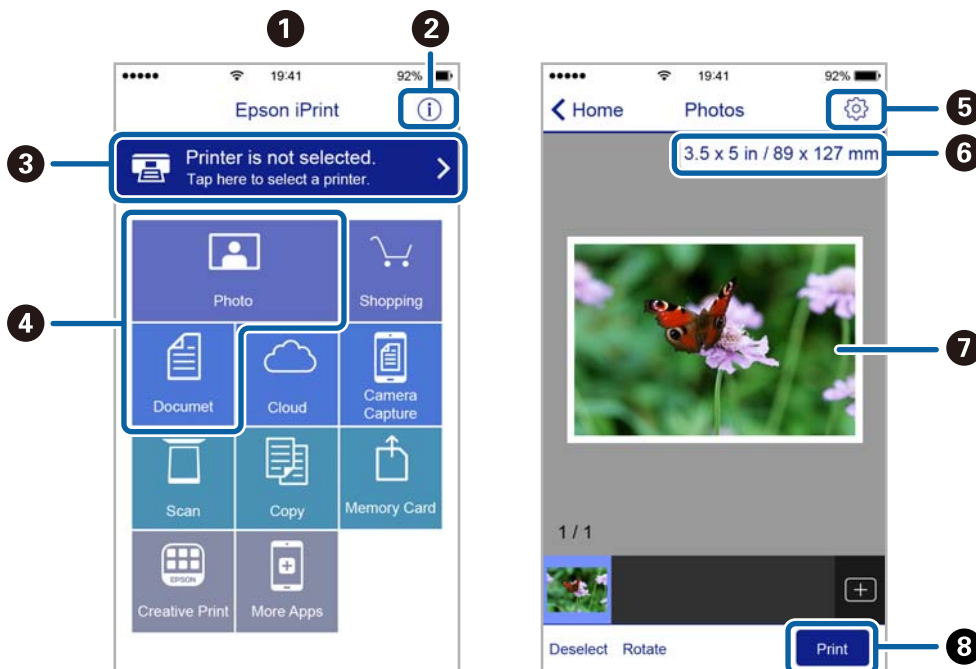 1
2
19:41
92%
Epson iPrint
i
3
Printer is not selected.
Tap here to select a printer.
4
Photo
Shopping
Documet
Cloud
Camera
Capture
Scan
Copy
Memory Card
EPSON
Creative Print
More Apps
19:41
92%
Home
Photos
5
3.5 x 5 in / 89 x 127 mm
6
7
1 / 1
Deselect
Rotate
Print
8